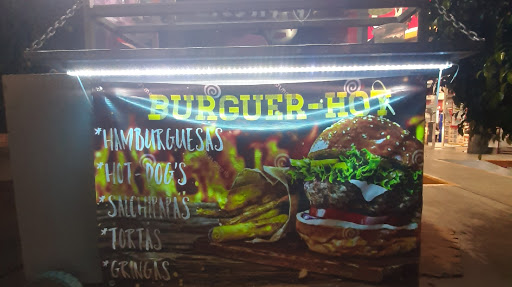 BURGUER-HOT
*HAMBURGUESAS
*HOT-DOG'S
*SALCHIPAPAS
*TORTAS
*GRINGAS